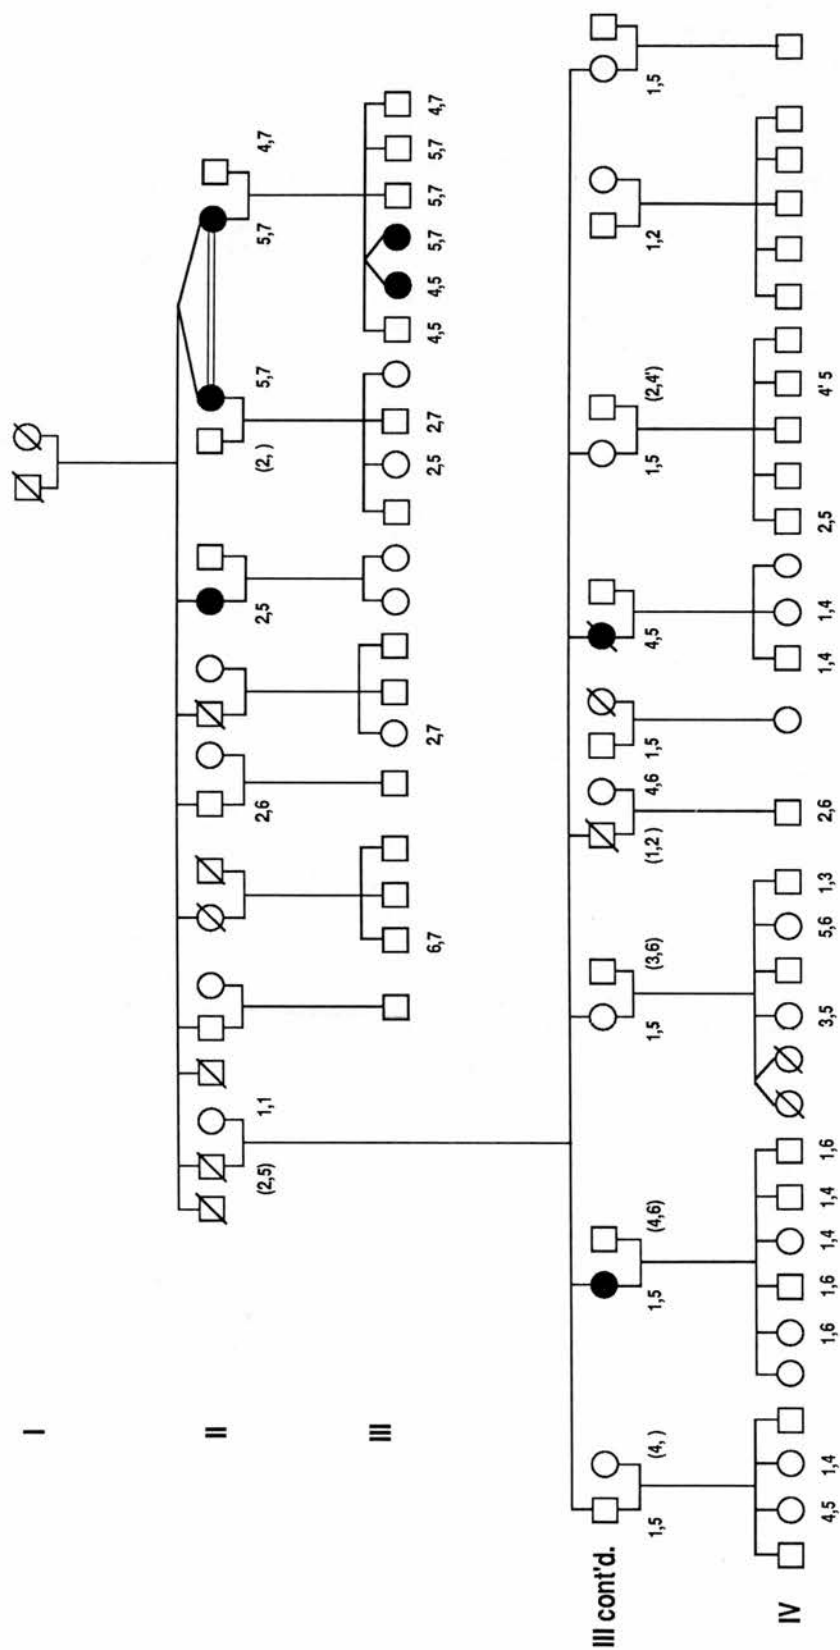 I
II
(2,5) 1,1 2,6 2,5 (2, ) 5,7 5,7 4,7
III
6,7 2,7 2,5 2,7 4,5 4,5 5,7 5,7 5,7 4,7
III cont'd.
1,5 (4, ) 1,5 (4,6) 1,5 (3,6) (1,2) 4,6 1,5 4,5 1,5 (2,4') 1,2 1,5
IV
4,5 1,4 1,6 1,6 1,4 1,4 1,6 3,5 5,6 1,3 2,6 1,4 1,4 2,5 4' 5